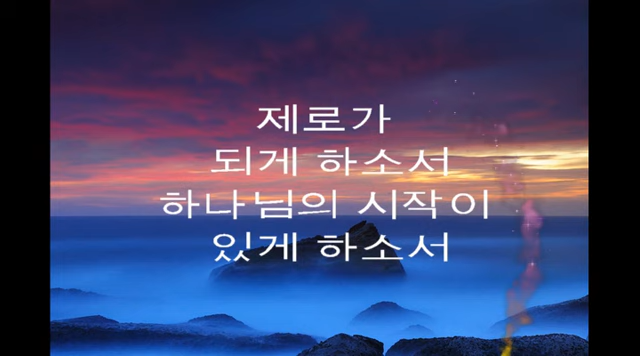 제로가
되게 하소서
하나님의 시작이
있게 하소서